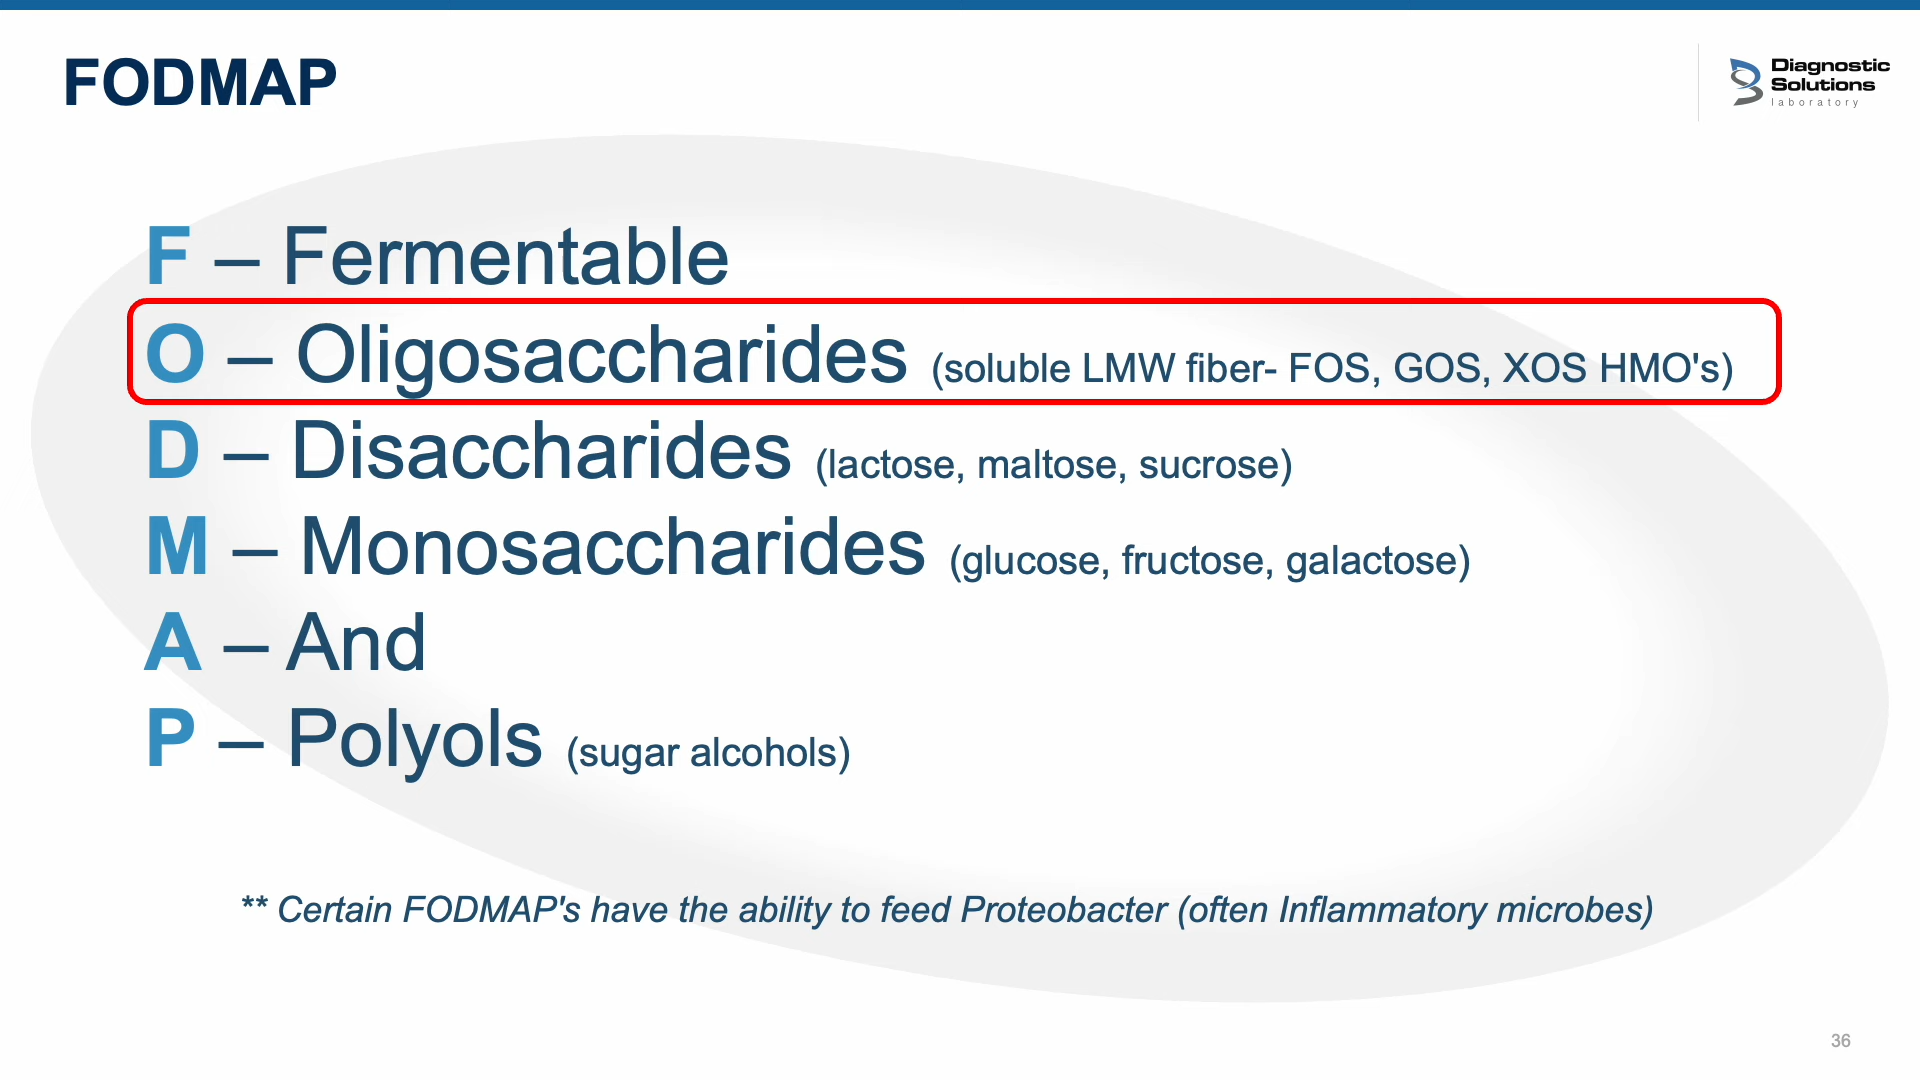 FODMAP
Diagnostic
Solutions
laboratory
F – Fermentable
O – Oligosaccharides (soluble LMW fiber- FOS, GOS, XOS HMO's)
D – Disaccharides (lactose, maltose, sucrose)
M – Monosaccharides (glucose, fructose, galactose)
A – And
P – Polyols (sugar alcohols)
** Certain FODMAP's have the ability to feed Proteobacter (often Inflammatory microbes)
36